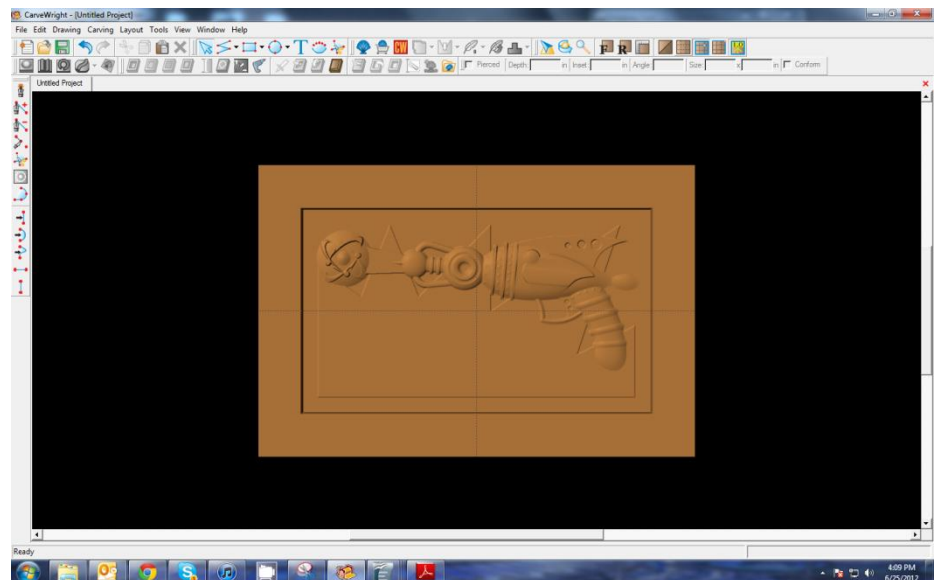 CarveWright - [Untitled Project]
File Edit Drawing Carving Layout Tools View Window Help
T CW F R
Pierced Depth: in Inset: in Angle: Size: x in Conform
Untitled Project
Ready
4:09 PM
6/25/2012